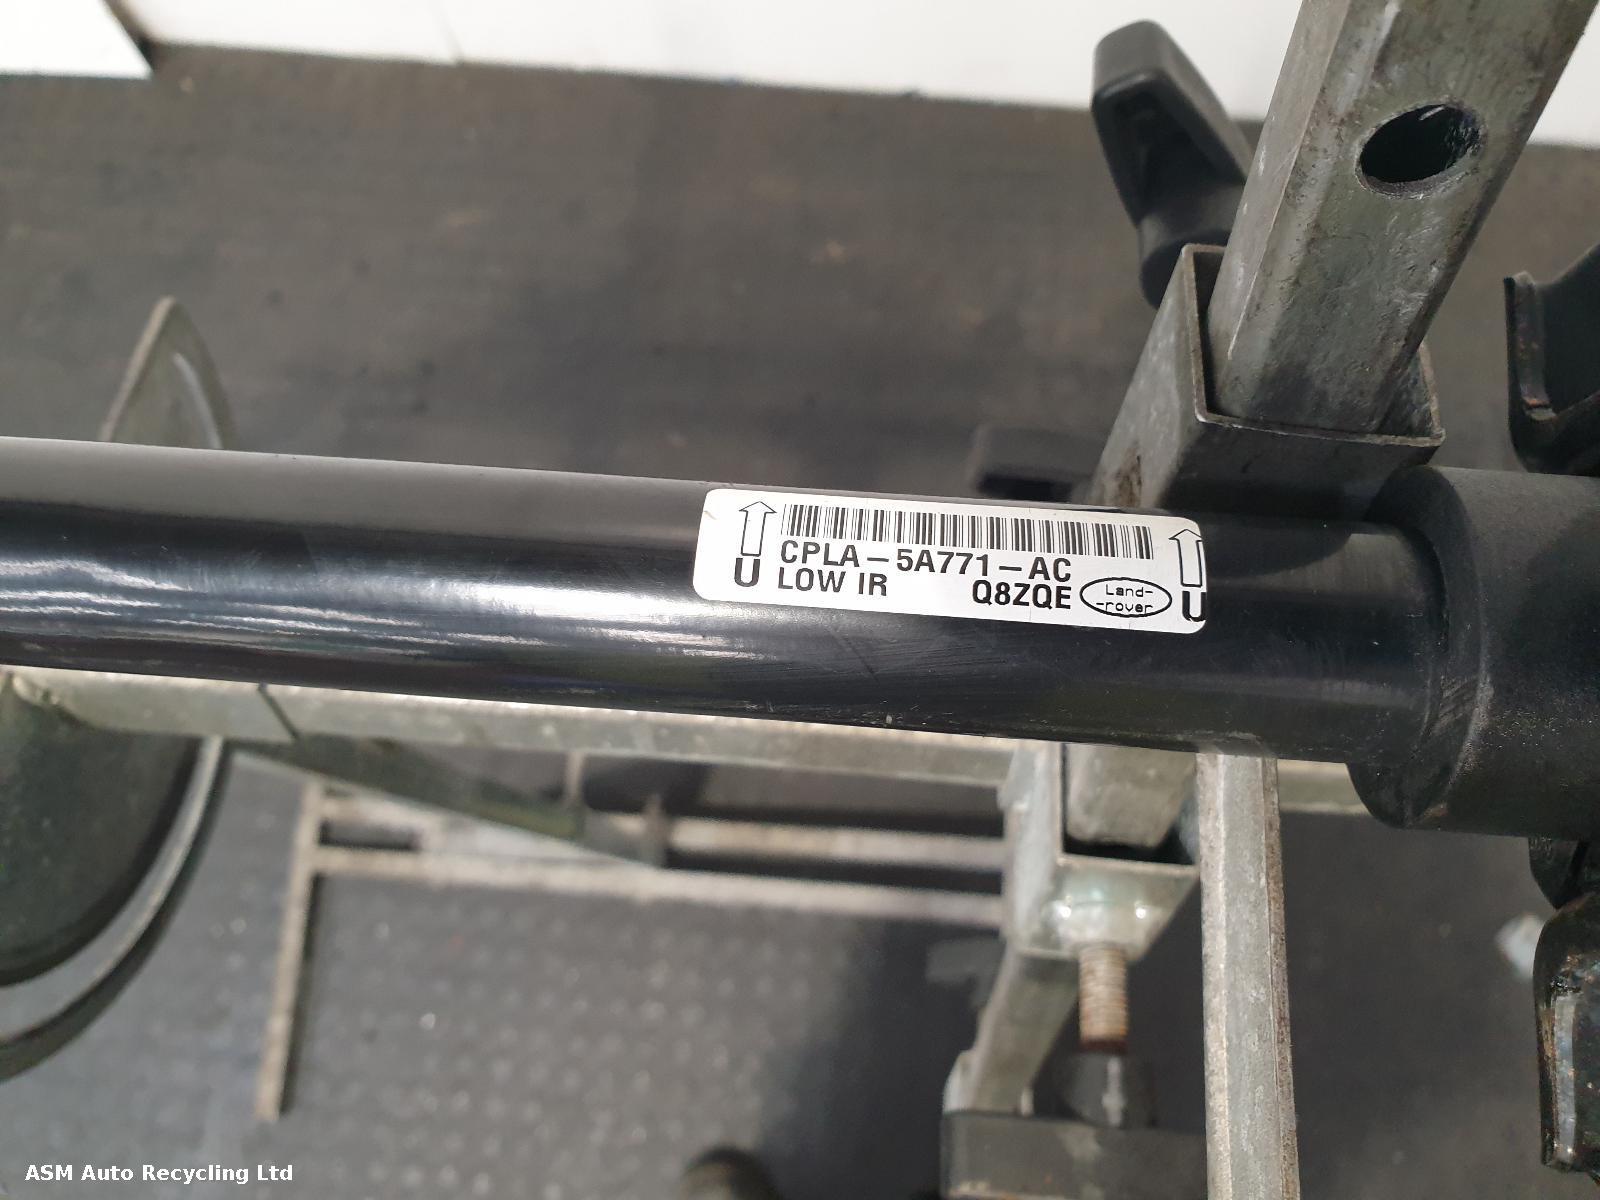 CPLA-5A771-AC
U LOW IR Q8ZQE Land-
-rover U
ASM Auto Recycling Ltd